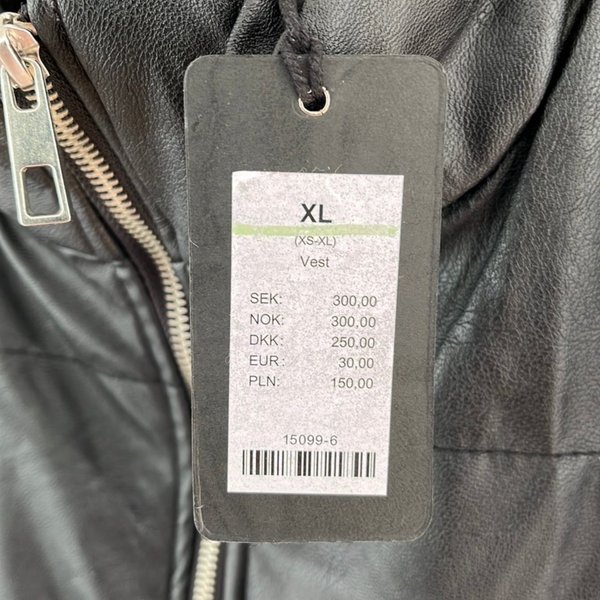 XL
(XS-XL)
Vest
SEK: 300,00
NOK: 300,00
DKK: 250,00
EUR: 30,00
PLN: 150,00
15099-6